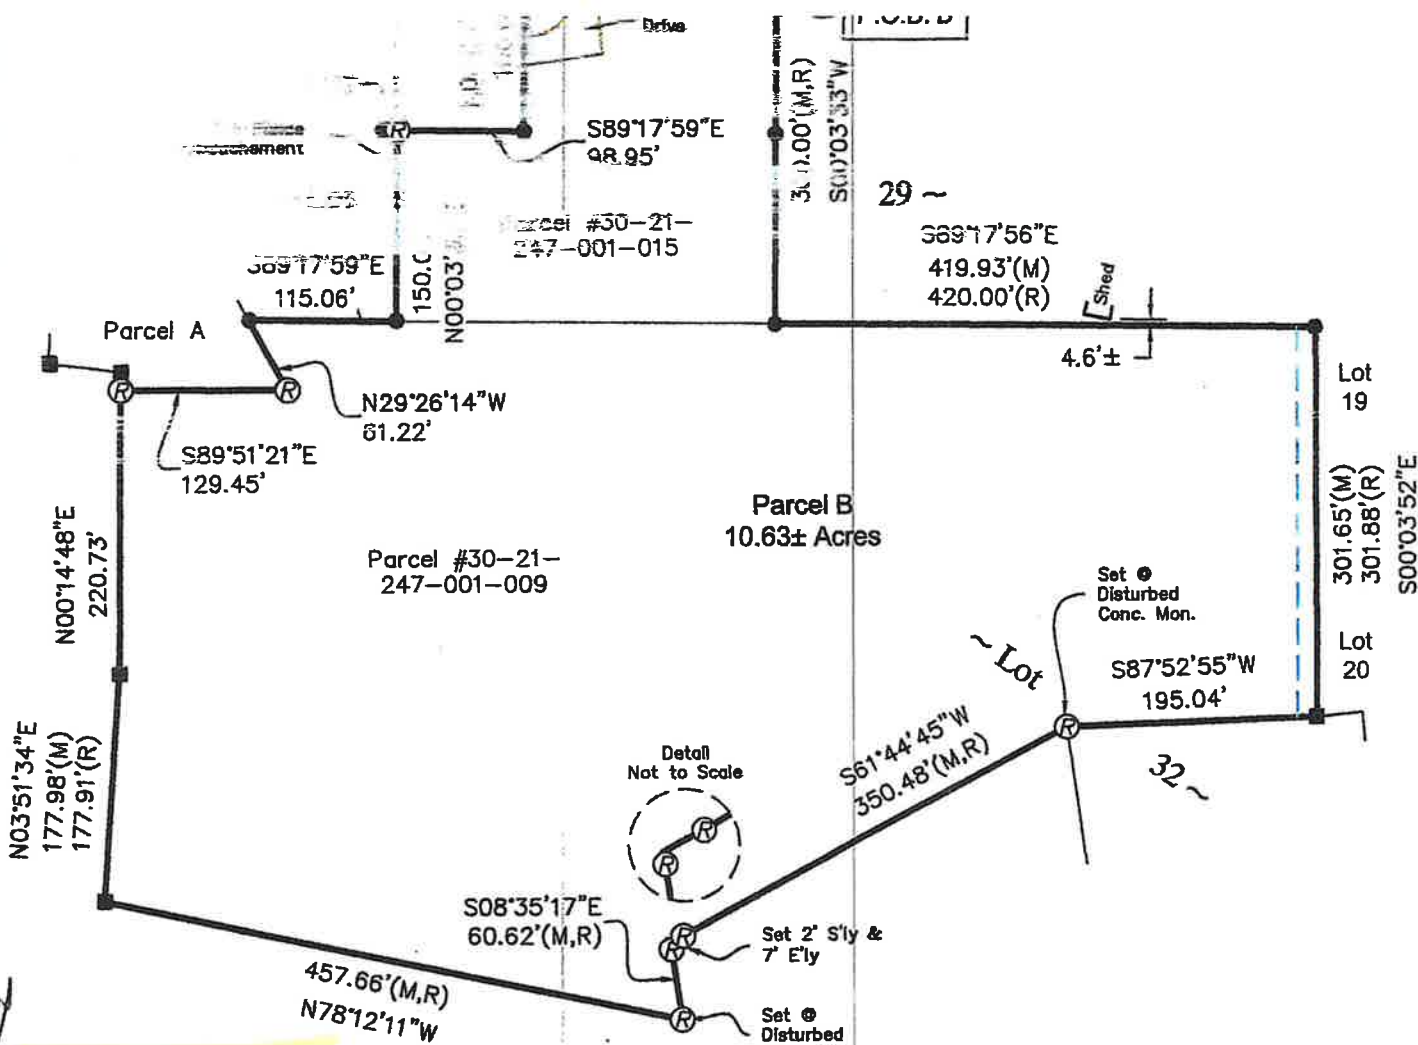 Drive
S89°17'59"E
98.95'
(M,R)
S00°03'53"W
29 ~
Parcel #30-21-
247-001-015
S89°17'59"E
115.06'
N00°03'
S89°17'56"E
419.93'(M)
420.00'(R)
Shed
4.6'±
Parcel A
R
R
R
N29°26'14"W
61.22'
S89°51'21"E
129.45'
Lot
19
N00°14'48"E
220.73'
Parcel B
10.63± Acres
Parcel #30-21-
247-001-009
301.65'(M)
301.88'(R)
S00°03'52"E
Set @
Disturbed
Conc. Mon.
~ Lot
Lot
20
S87°52'55"W
195.04'
R
32 ~
N03°51'34"E
177.98'(M)
177.91'(R)
S61°44'45"W
350.48'(M,R)
Detail
Not to Scale
R
R
S08°35'17"E
60.62'(M,R)
R
R
Set 2' S'ly &
7' E'ly
457.66'(M,R)
N78°12'11"W
R
Set @
Disturbed